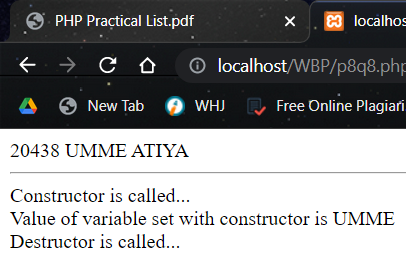 PHP Practical List.pdf
localhos
localhost/WBP/p8q8.php
New Tab
WHJ
Free Online Plagiari
20438 UMME ATIYA
Constructor is called...
Value of variable set with constructor is UMME
Destructor is called...